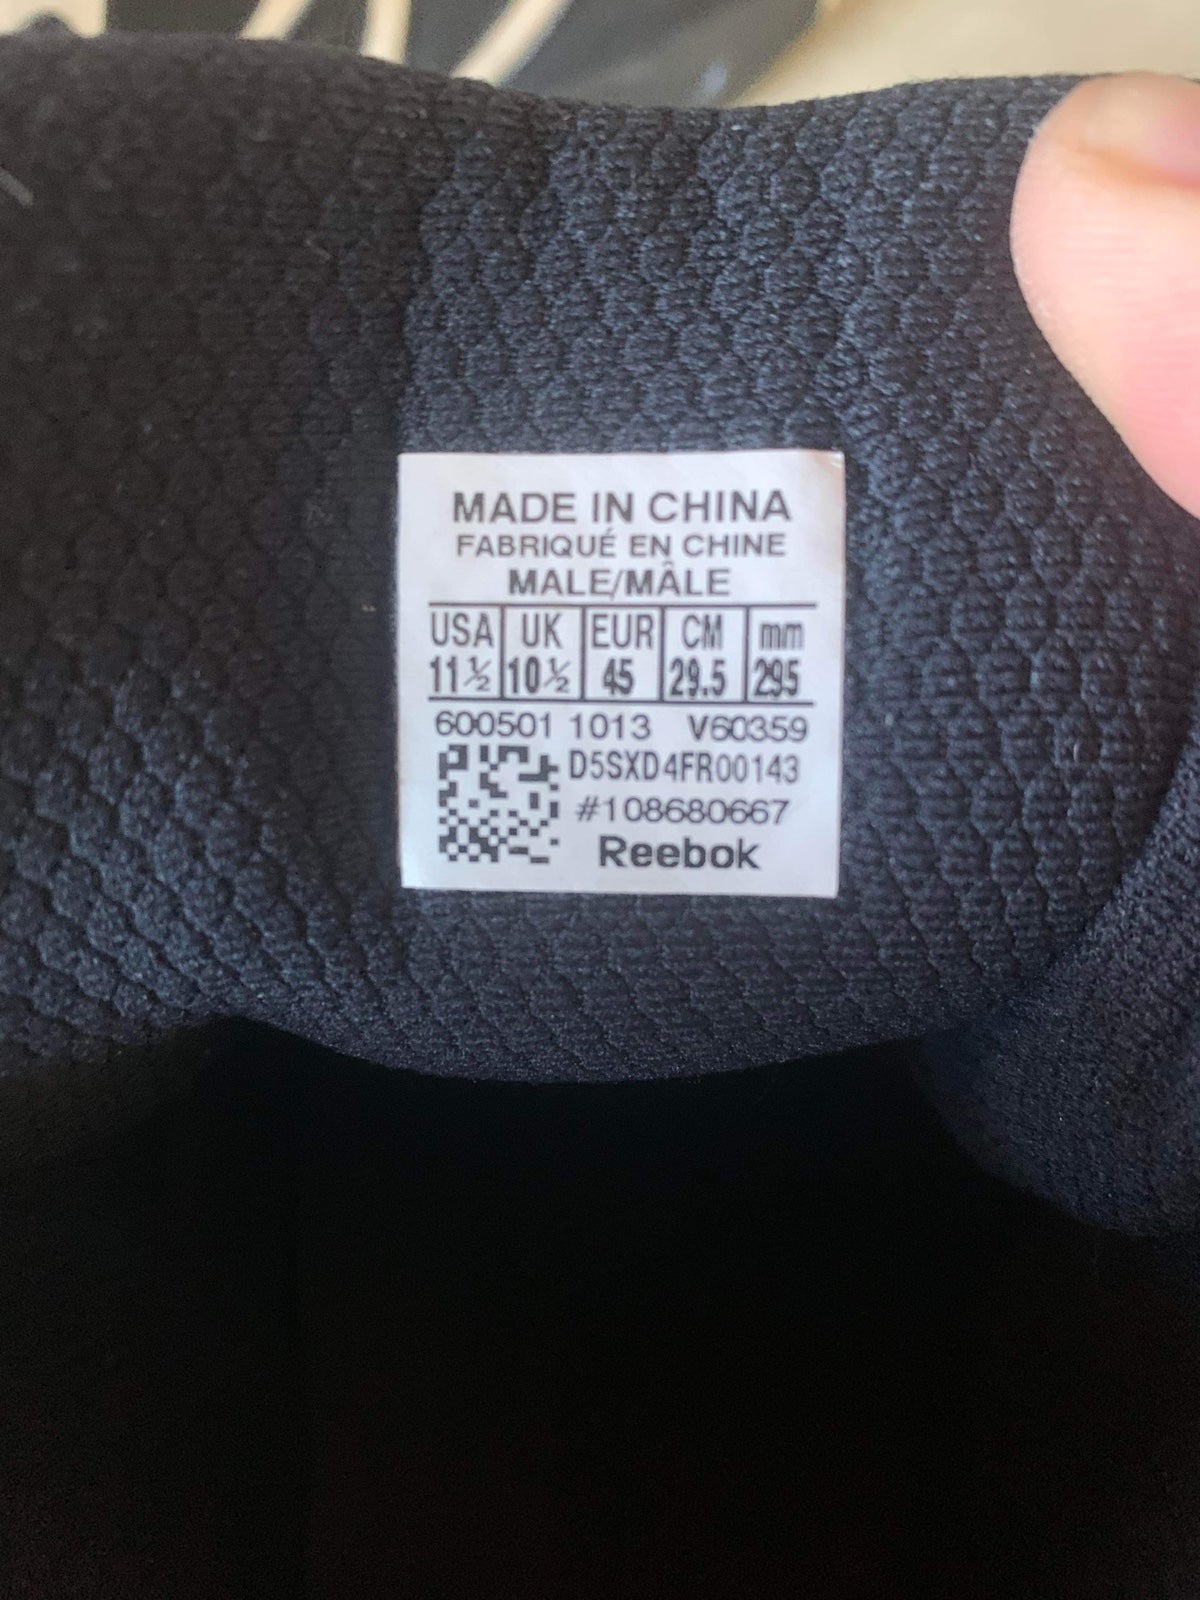 MADE IN CHINA
FABRIQUÉ EN CHINE
MALE/MÂLE
USA UK EUR CM mm
11½ 10½ 45 29.5 295
600501 1013 V60359
D5SXD4FR00143
#108680667
Reebok